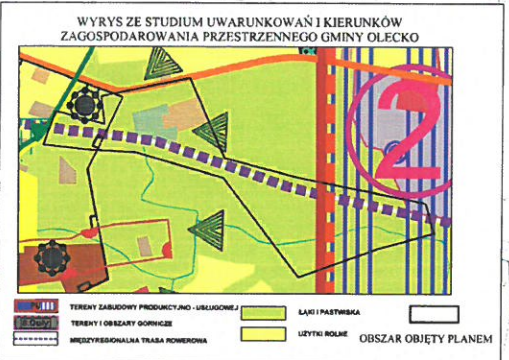 WYRYS ZE STUDIUM UWARUNKOWAŃ I KIERUNKÓW
ZAGOSPODAROWANIA PRZESTRZENNEGO GMINY OLECKO
2
TERENY ZABUDOWY PRODUKCYJNO - USŁUGOWEJ
TERENY I OBSZARY GÓRNICZE
MIĘDZYREGIONALNA TRASA ROWEROWA
ŁĄKI I PASTWISKA
UŻYTKI ROLNE
OBSZAR OBJĘTY PLANEM